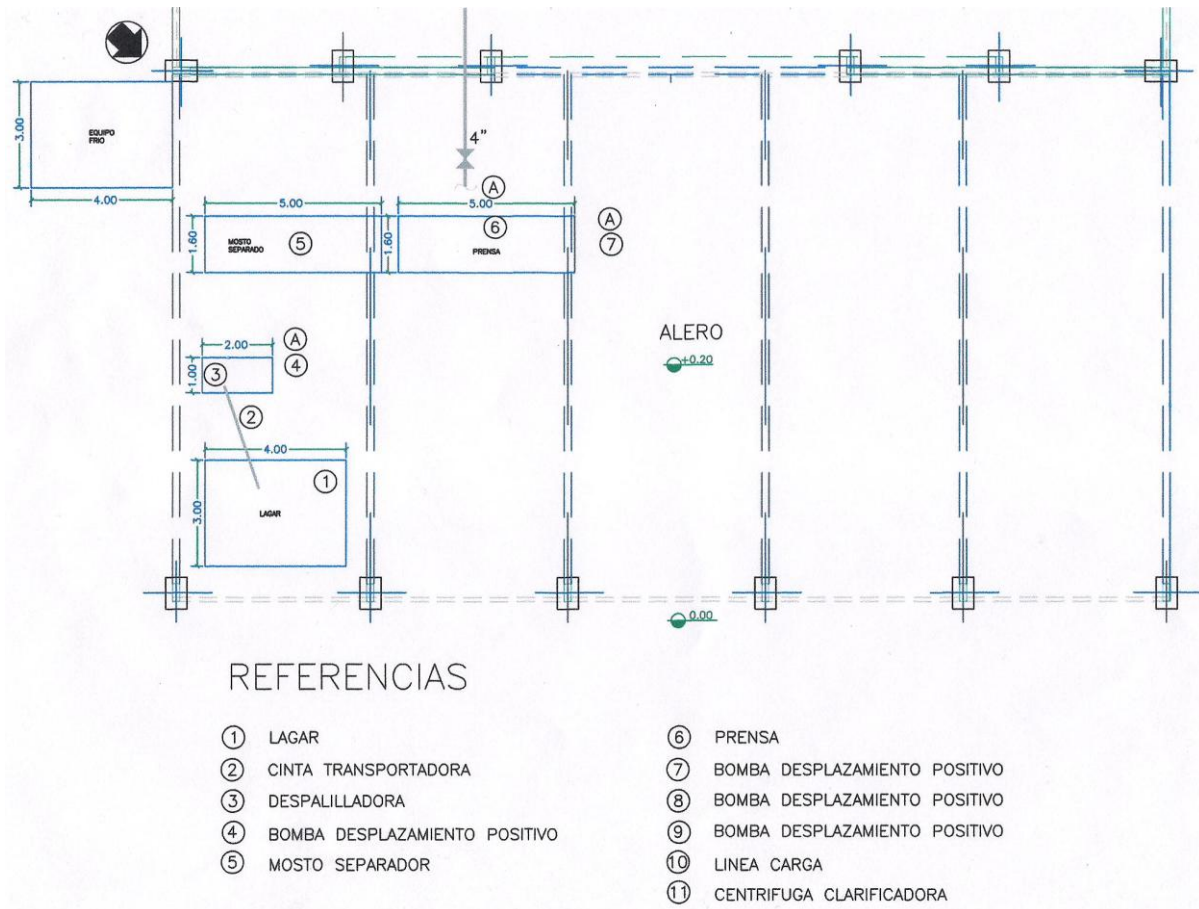 4"
3.00
EQUIPO
FRIO
4.00
A
5.00
5.00
6
A
7
1.60
MOSTO
SEPARADO
5
1.60
PRENSA
ALERO
+0.20
2.00
A
4
1.00
3
2
4.00
1
3.00
LAGAR
0.00
REFERENCIAS
1 LAGAR
2 CINTA TRANSPORTADORA
3 DESPALILLADORA
4 BOMBA DESPLAZAMIENTO POSITIVO
5 MOSTO SEPARADOR
6 PRENSA
7 BOMBA DESPLAZAMIENTO POSITIVO
8 BOMBA DESPLAZAMIENTO POSITIVO
9 BOMBA DESPLAZAMIENTO POSITIVO
10 LINEA CARGA
11 CENTRIFUGA CLARIFICADORA